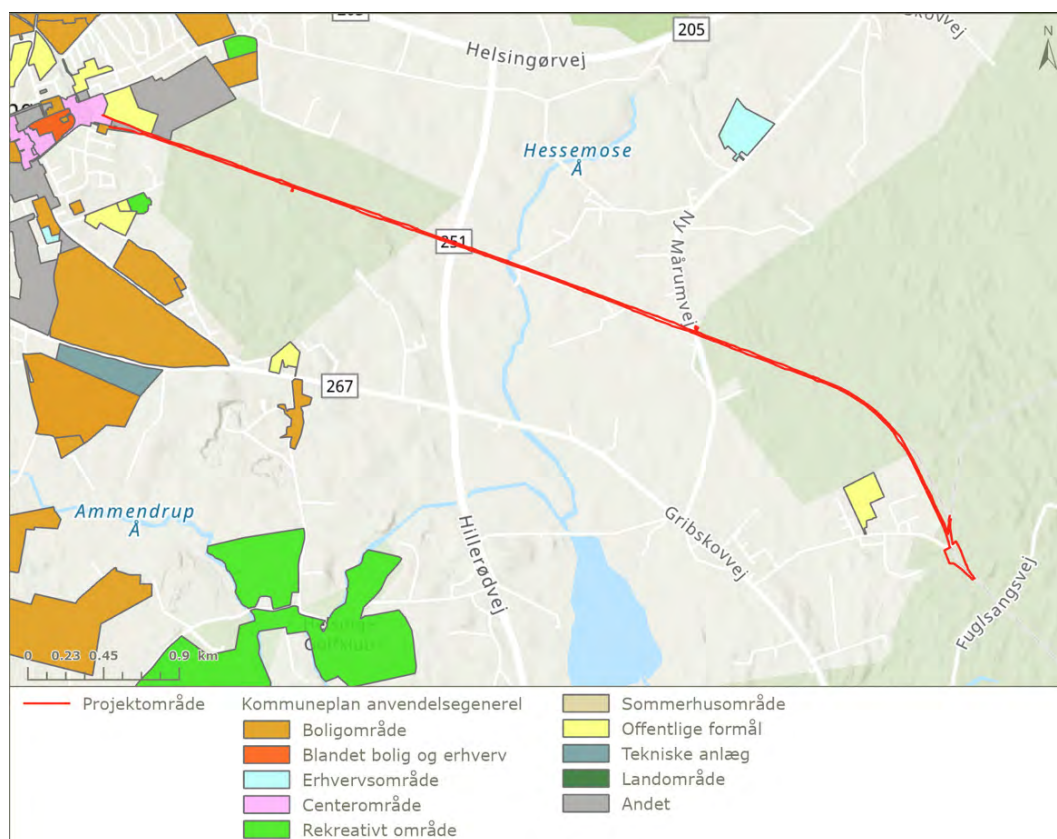 205
Helsingørvej
N
Hessemose
Å
251
Ny Mårumvej
267
Ammendrup
Å
Hillerødvej
Gribskovvej
Fuglsangsvej
0 0.23 0.45 0.9 km
Projektområde
Kommuneplan anvendelsegenerel
Boligområde
Blandet bolig og erhverv
Erhvervsområde
Centerområde
Rekreativt område
Sommerhusområde
Offentlige formål
Tekniske anlæg
Landområde
Andet